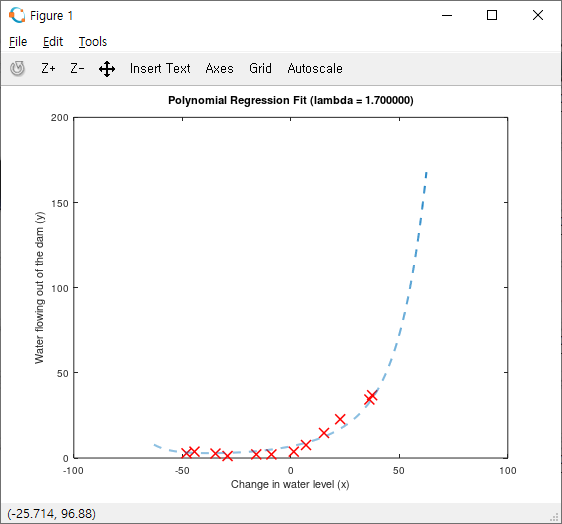 Figure 1
File Edit Tools
Z+ Z- Insert Text Axes Grid Autoscale
Polynomial Regression Fit (lambda = 1.700000)
200
150
100
50
0
Water flowing out of the dam (y)
-100 -50 0 50 100
Change in water level (x)
(-25.714, 96.88)